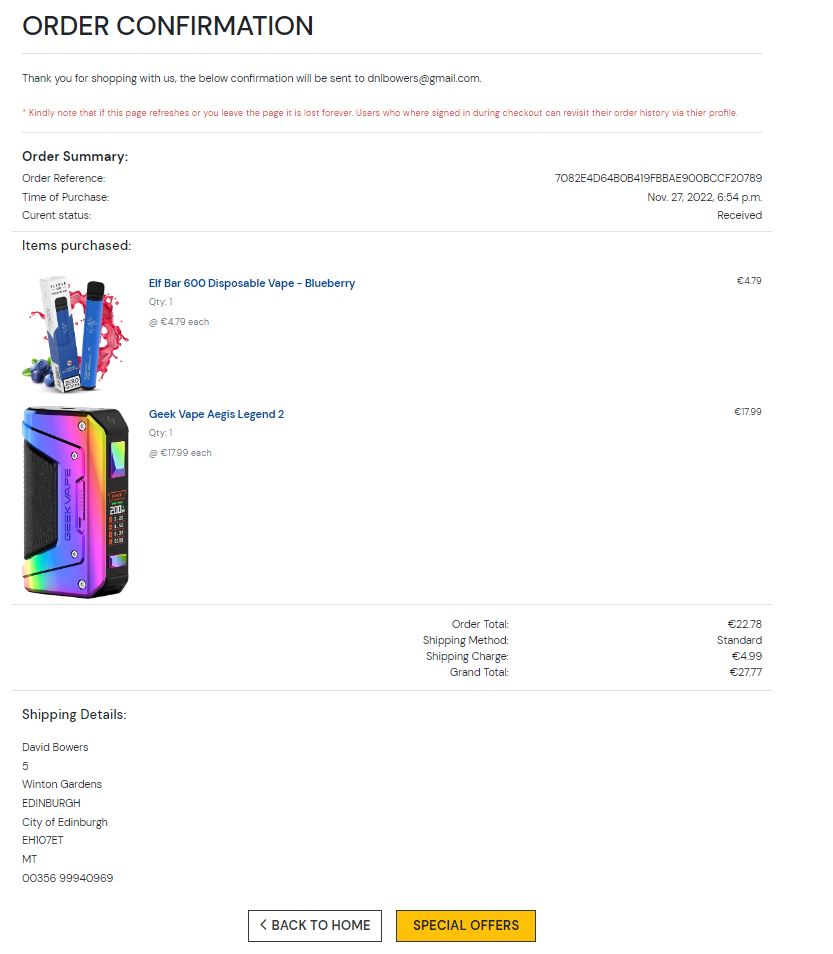 ORDER CONFIRMATION
Thank you for shopping with us, the below confirmation will be sent to dnlbowers@gmail.com.
* Kindly note that if this page refreshes or you leave the page it is lost forever. Users who where signed in during checkout can revisit their order history via thier profile.
Order Summary:
Order Reference: 7082E4D64B0B419FBBAE900BCCF20789
Time of Purchase: Nov. 27, 2022, 6:54 p.m.
Curent status: Received
Items purchased:
Elf Bar 600 Disposable Vape - Blueberry €4.79
Qty: 1
@ €4.79 each
Geek Vape Aegis Legend 2 €17.99
Qty: 1
@ €17.99 each
GEEKVAPE
Order Total: €22.78
Shipping Method: Standard
Shipping Charge: €4.99
Grand Total: €27.77
Shipping Details:
David Bowers
5
Winton Gardens
EDINBURGH
City of Edinburgh
EH107ET
MT
00356 99940969
< BACK TO HOME SPECIAL OFFERS